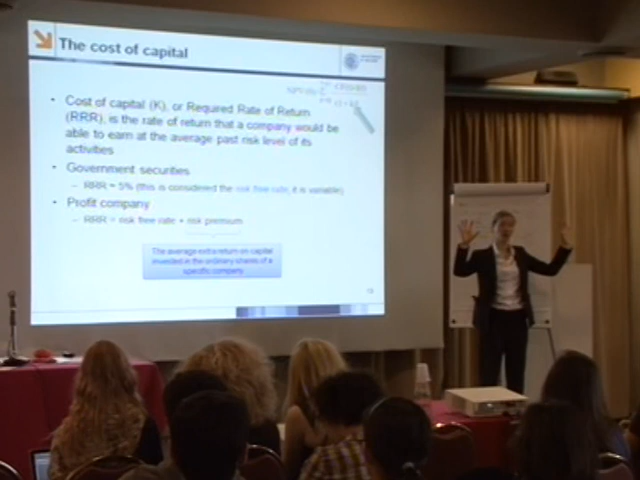 The cost of capital
• Cost of capital (K), or Required Rate of Return
(RRR), is the rate of return that a company would be
able to earn at the average past risk level of its
activities
• Government securities
– RRR = 5% (this is considered the risk free rate, it is variable)
• Profit company
– RRR = risk free rate + risk premium
The average extra return on capital
invested in the ordinary shares of a
specific company